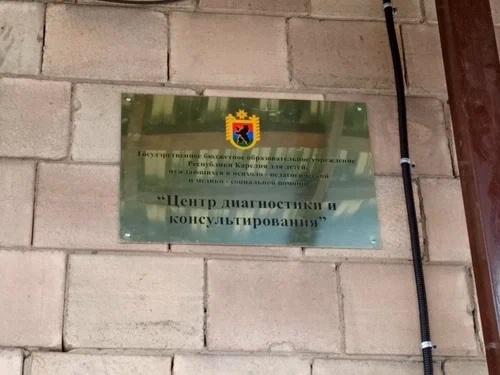 Государственное бюджетное образовательное учреждение
Республики Карелия для детей,
нуждающихся в психолого - педагогической
и медико - социальной помощи
"Центр диагностики и
консультирования"